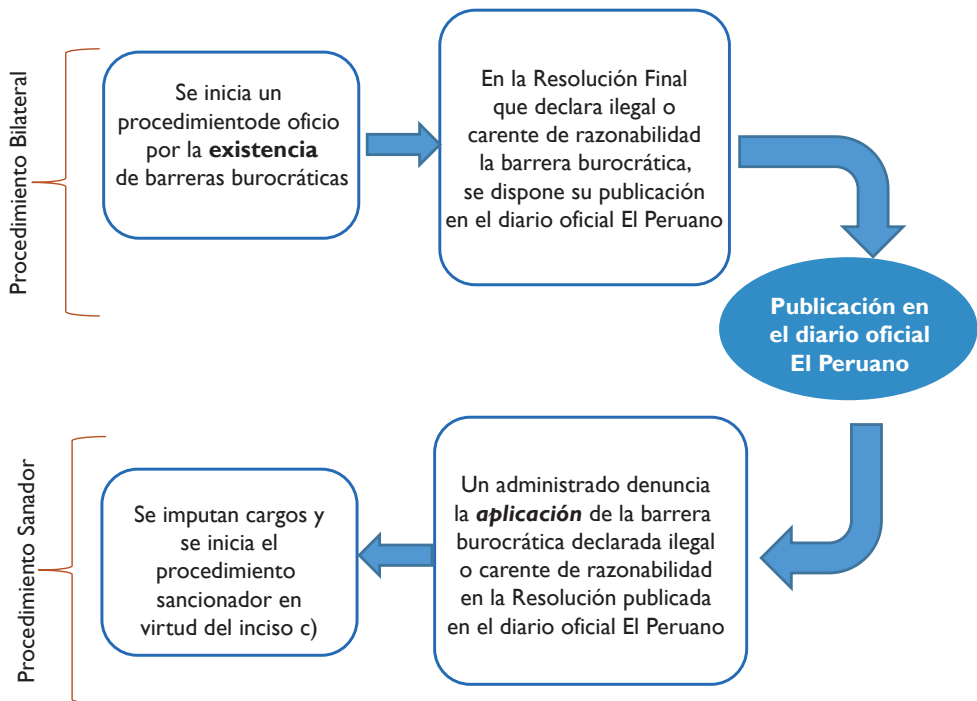 Procedimiento Bilateral
Se inicia un
procedimientode oficio
por la existencia
de barreras burocráticas
En la Resolución Final
que declara ilegal o
carente de razonabilidad
la barrera burocrática,
se dispone su publicación
en el diario oficial El Peruano
Publicación en
el diario oficial
El Peruano
Procedimiento Sanador
Se imputan cargos y
se inicia el
procedimiento
sancionador en
virtud del inciso c)
Un administrado denuncia
la aplicación de la barrera
burocrática declarada ilegal
o carente de razonabilidad
en la Resolución publicada
en el diario oficial El Peruano